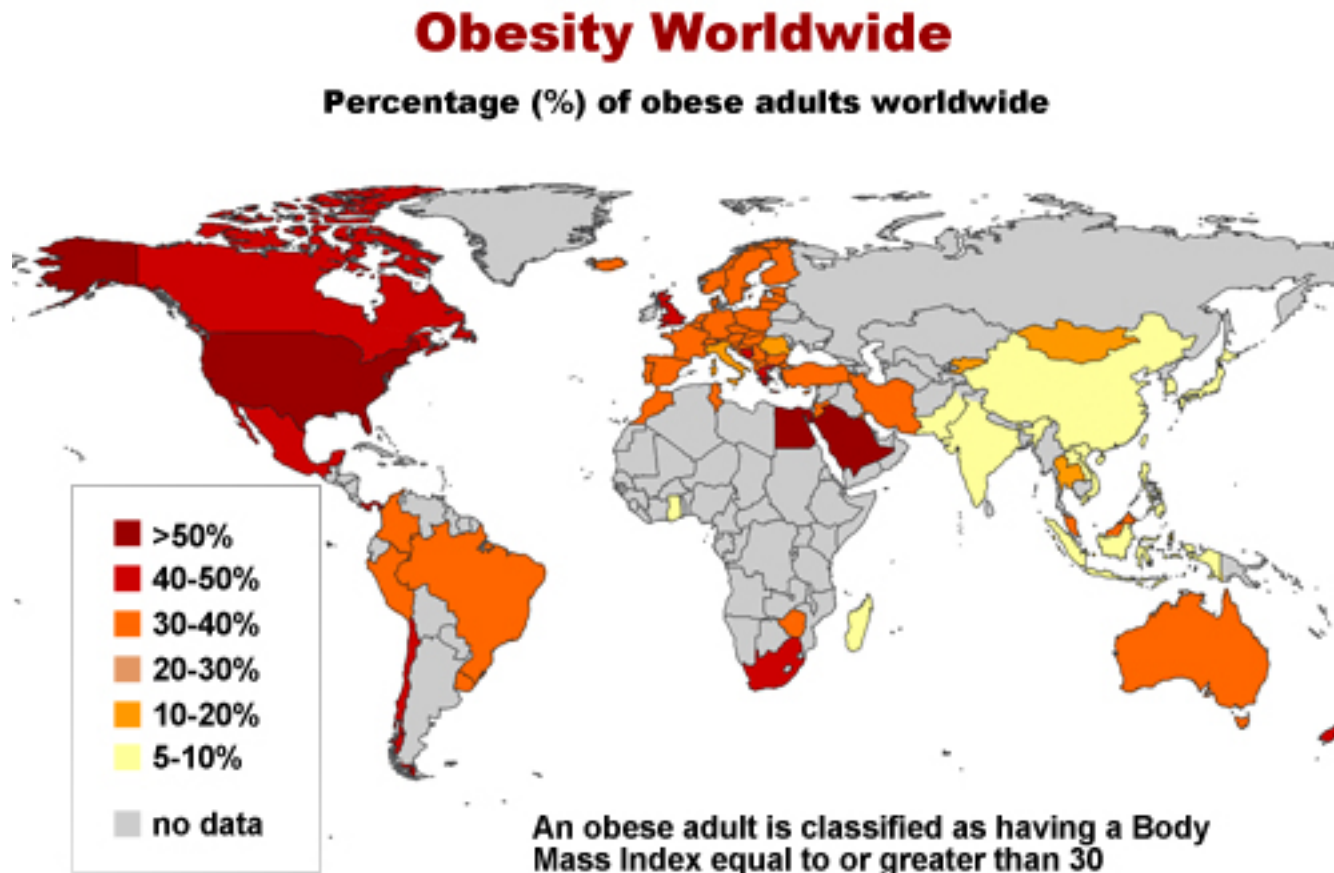 Obesity Worldwide
Percentage (%) of obese adults worldwide
>50%
40-50%
30-40%
20-30%
10-20%
5-10%
no data
An obese adult is classified as having a Body
Mass Index equal to or greater than 30